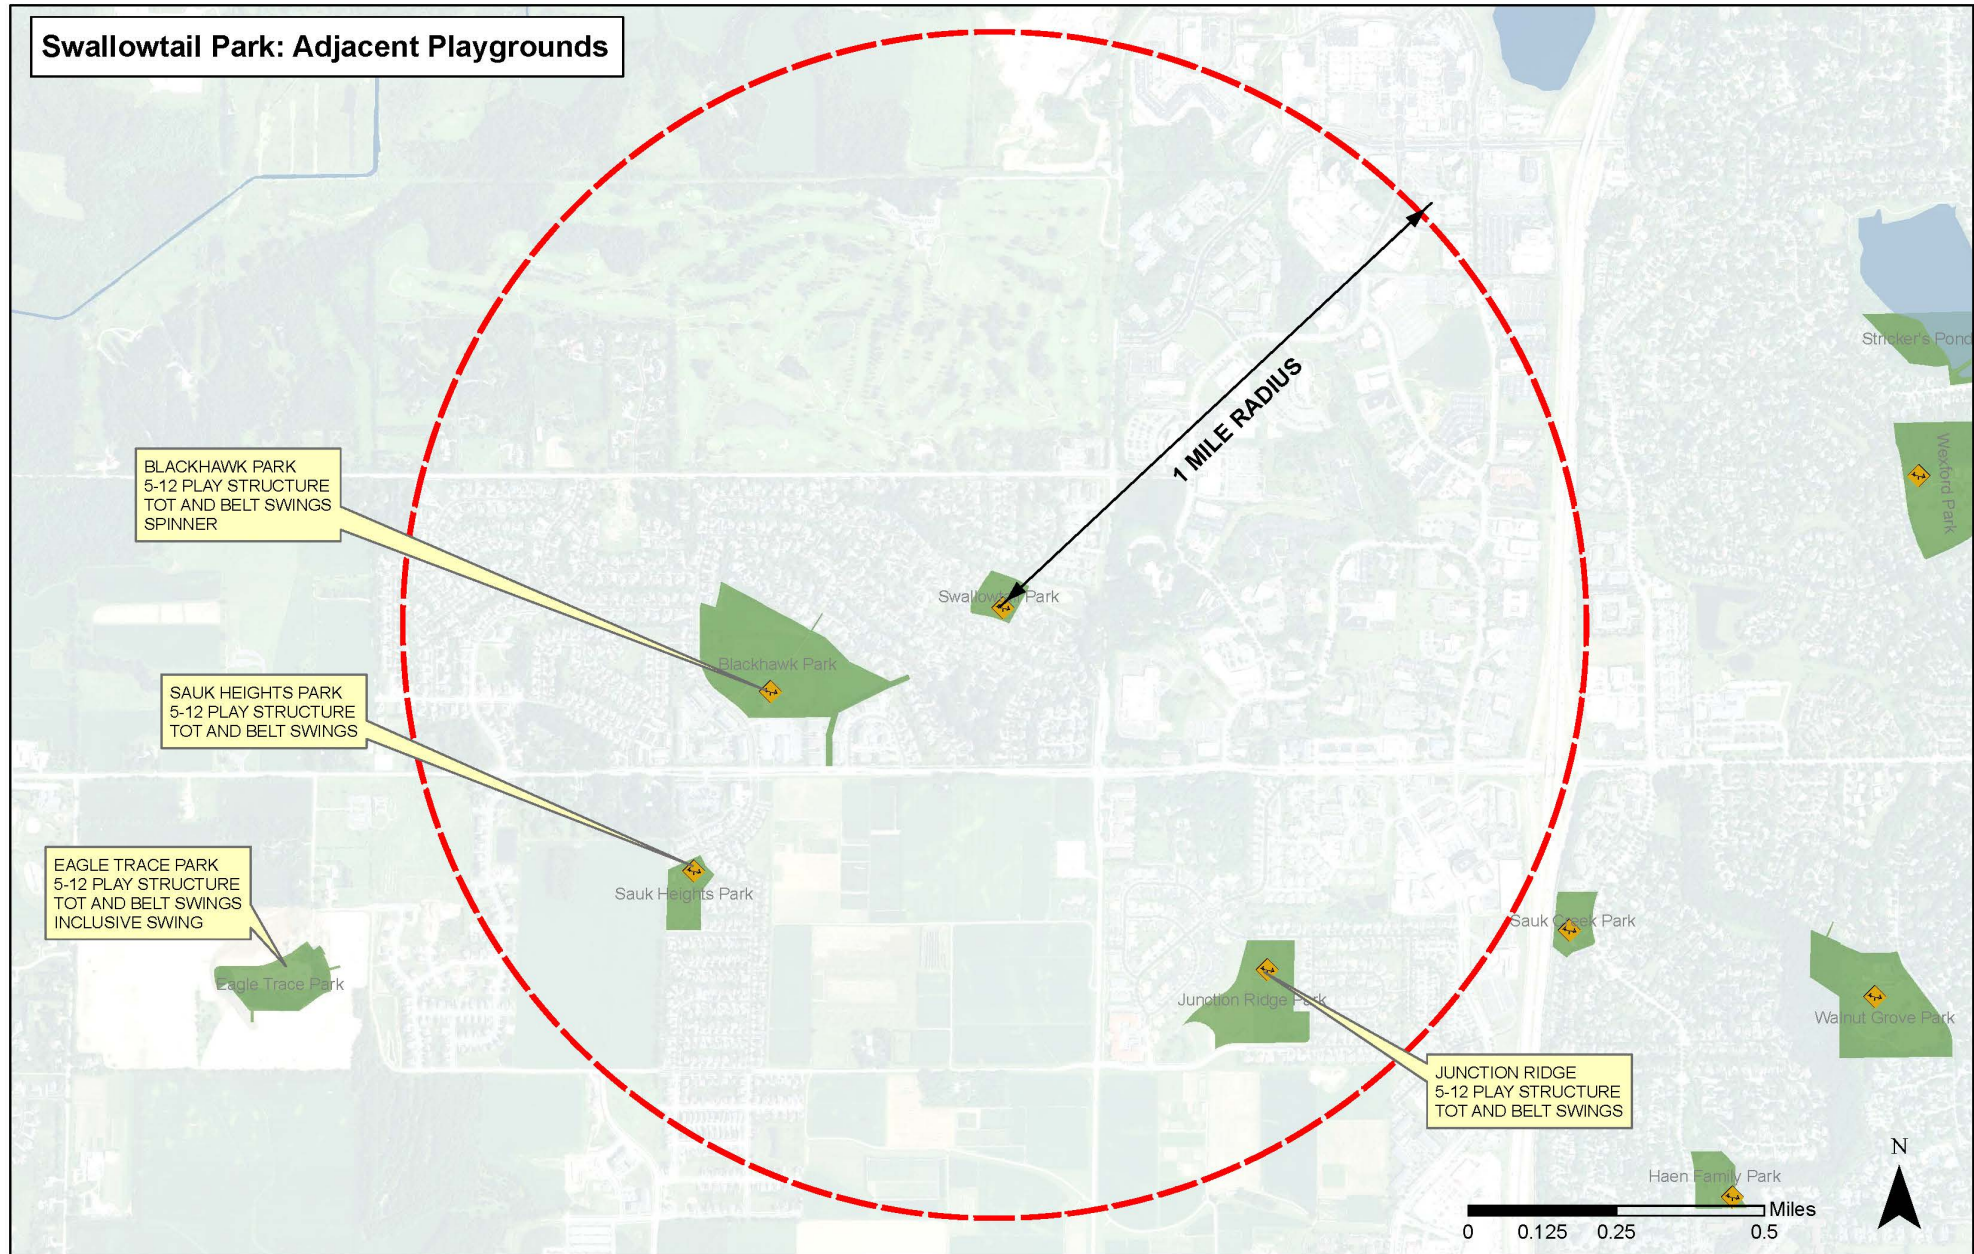 Swallowtail Park: Adjacent Playgrounds
1 MILE RADIUS
Stricker's Pond
Wexford Park
BLACKHAWK PARK
5-12 PLAY STRUCTURE
TOT AND BELT SWINGS
SPINNER
Swallowtail Park
Blackhawk Park
SAUK HEIGHTS PARK
5-12 PLAY STRUCTURE
TOT AND BELT SWINGS
Sauk Heights Park
EAGLE TRACE PARK
5-12 PLAY STRUCTURE
TOT AND BELT SWINGS
INCLUSIVE SWING
Eagle Trace Park
Sauk Creek Park
Junction Ridge Park
Walnut Grove Park
JUNCTION RIDGE
5-12 PLAY STRUCTURE
TOT AND BELT SWINGS
Haen Family Park
N
Miles
0 0.125 0.25 0.5